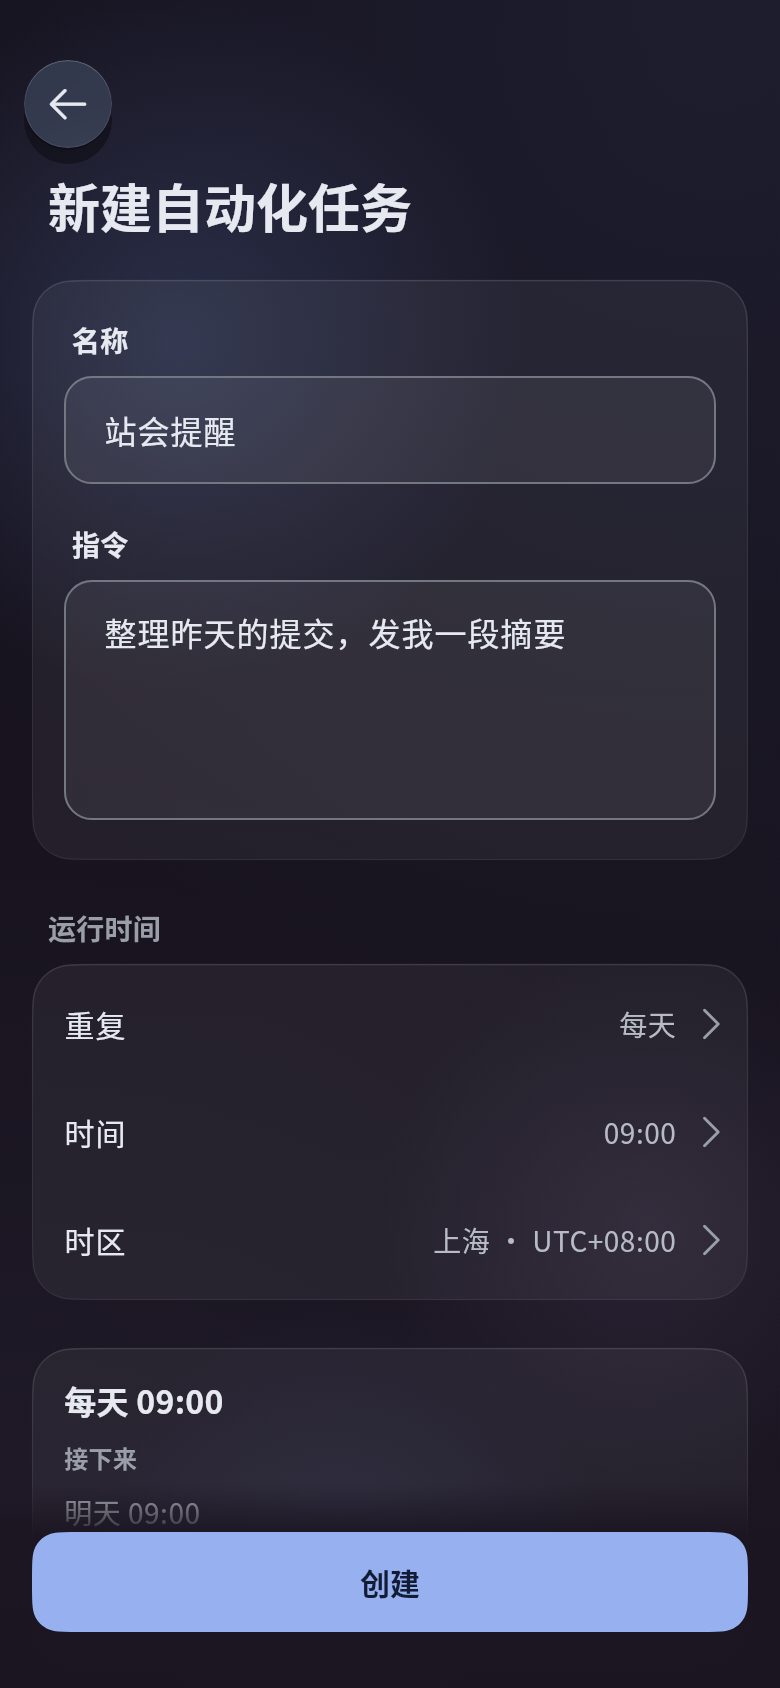 新建自动化任务
名称
站会提醒
指令
整理昨天的提交，发我一段摘要
运行时间
重复 每天
时间 09:00
时区 上海 · UTC+08:00
每天 09:00
接下来
明天 09:00
创建